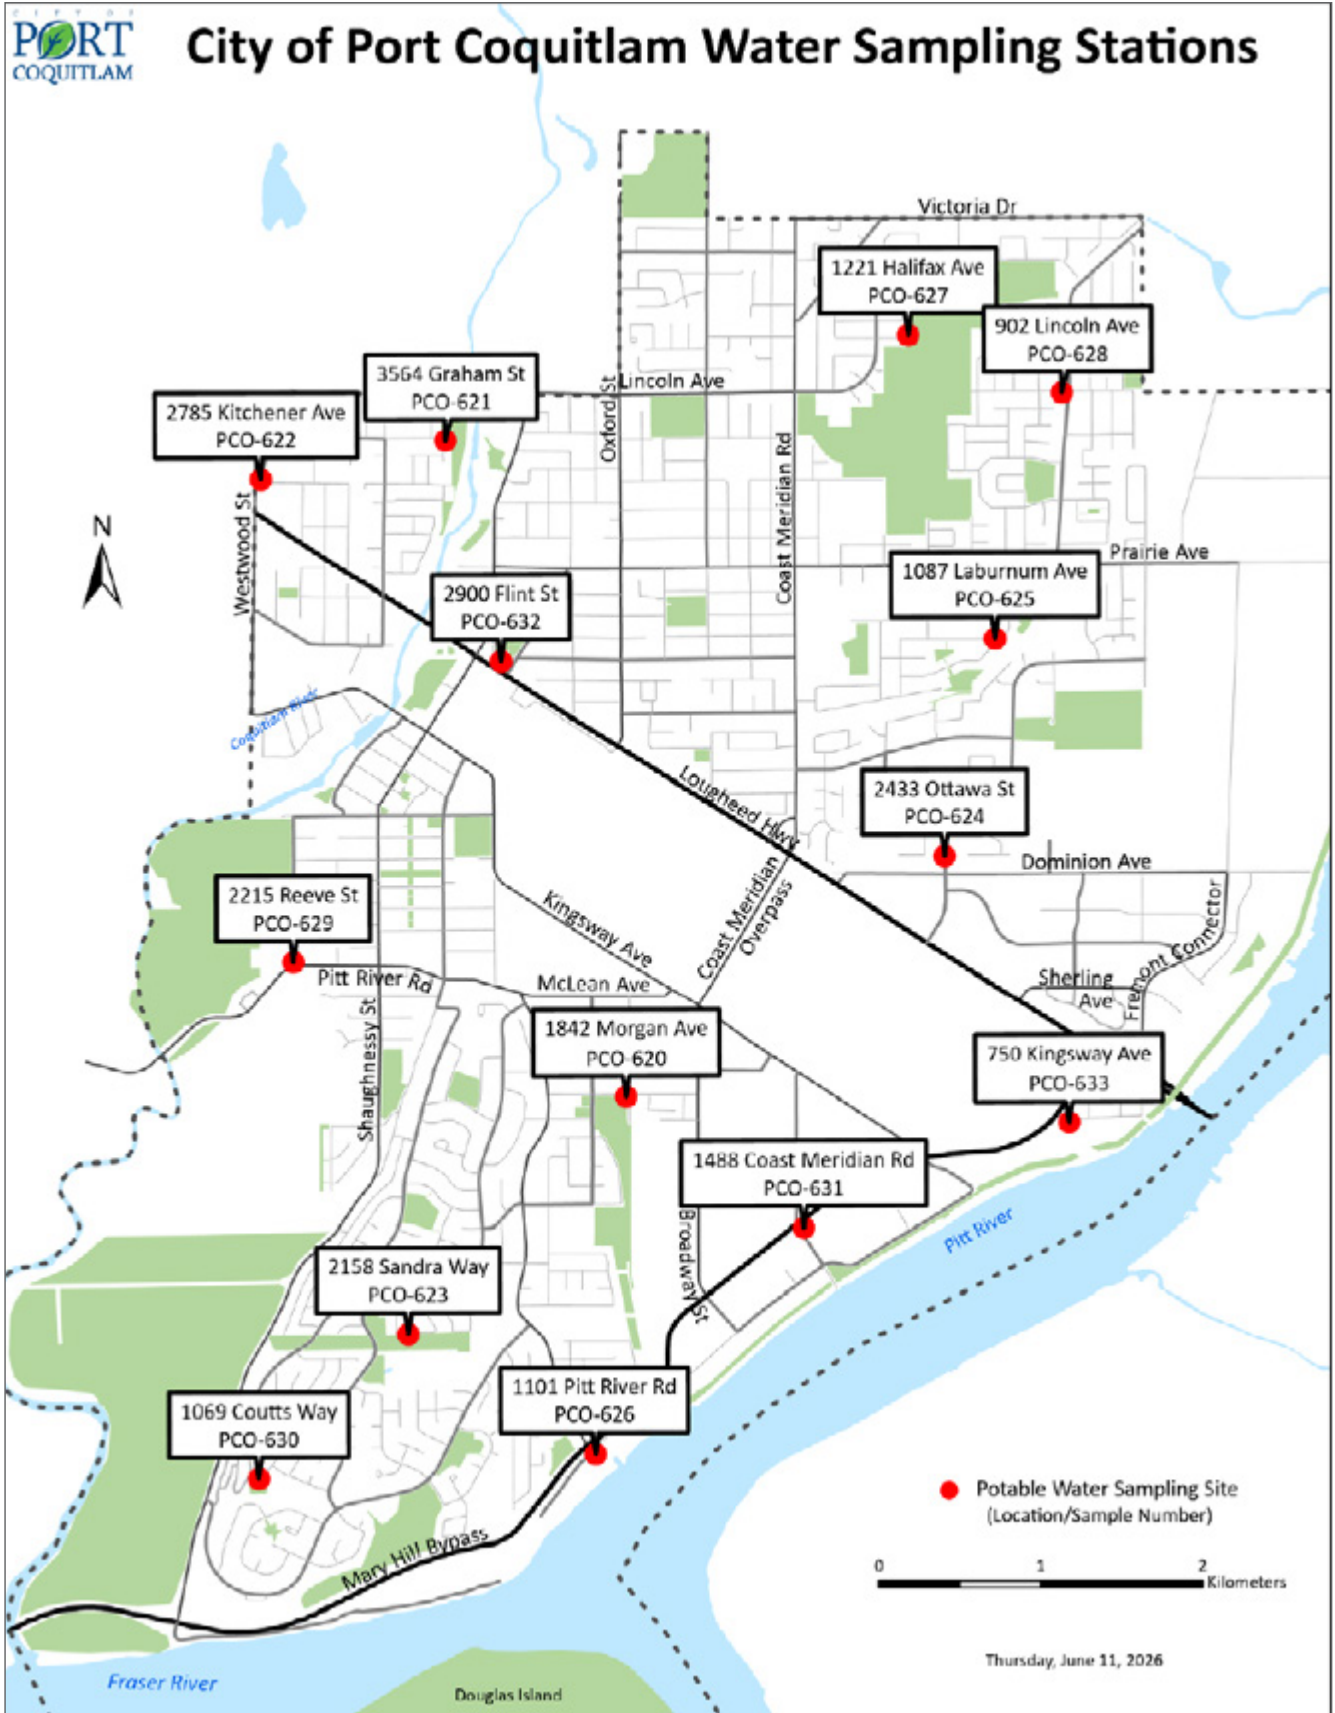 CITY OF
PORT
COQUITLAM
City of Port Coquitlam Water Sampling Stations
Victoria Dr
1221 Halifax Ave
PCO-627
902 Lincoln Ave
PCO-628
3564 Graham St
PCO-621
Lincoln Ave
2785 Kitchener Ave
PCO-622
Oxford St
Coast Meridian Rd
Westwood St
N
Prairie Ave
1087 Laburnum Ave
PCO-625
2900 Flint St
PCO-632
Coquitlam River
Lougheed Hwy
2433 Ottawa St
PCO-624
Dominion Ave
2215 Reeve St
PCO-629
Kingsway Ave
Coast Meridian
Overpass
Fremont Connector
Pitt River Rd
McLean Ave
Sherling
Ave
Shaughnessy St
1842 Morgan Ave
PCO-620
750 Kingsway Ave
PCO-633
1488 Coast Meridian Rd
PCO-631
Broadway St
Pitt River
2158 Sandra Way
PCO-623
1101 Pitt River Rd
PCO-626
1069 Coutts Way
PCO-630
Mary Hill Bypass
Potable Water Sampling Site
(Location/Sample Number)
0 1 2
Kilometers
Thursday, June 11, 2026
Fraser River
Douglas Island